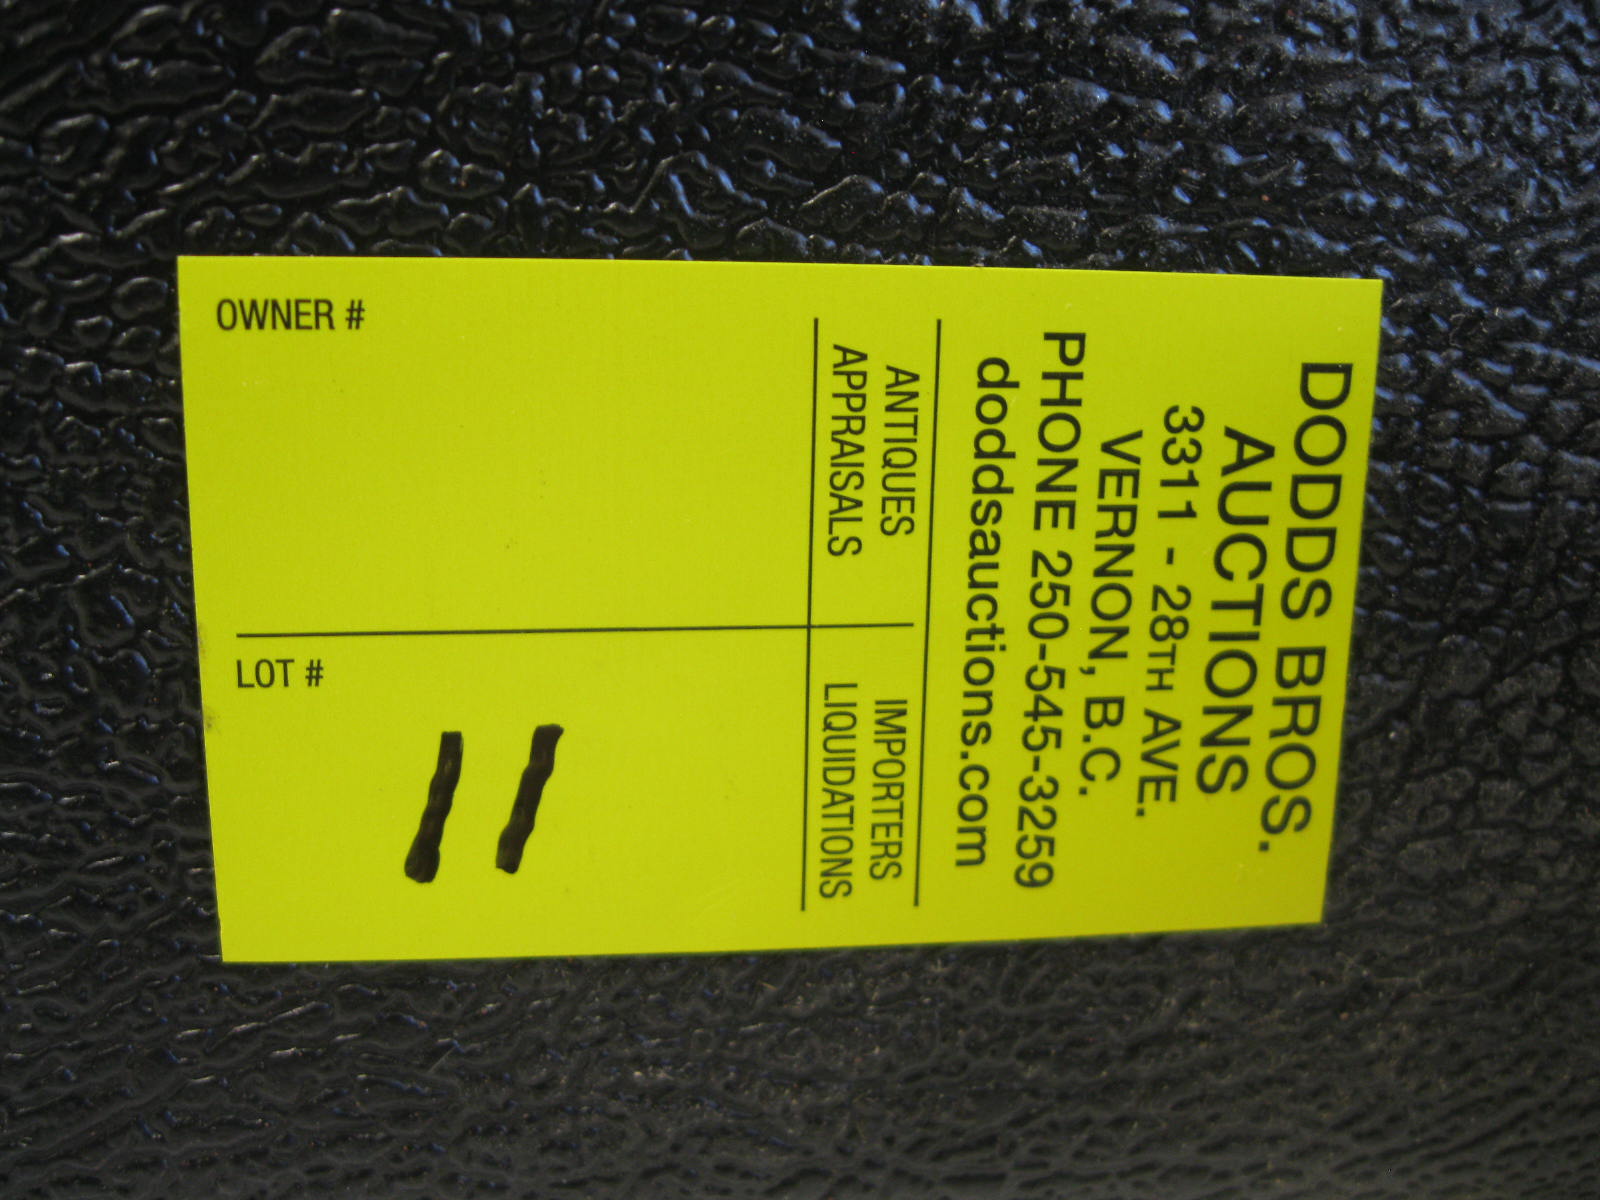 DODDS BROS.
AUCTIONS
3311 - 28TH AVE.
VERNON, B.C.
PHONE 250-545-3259
doddsauctions.com
ANTIQUES
APPRAISALS
IMPORTERS
LIQUIDATIONS
OWNER #
LOT #
11